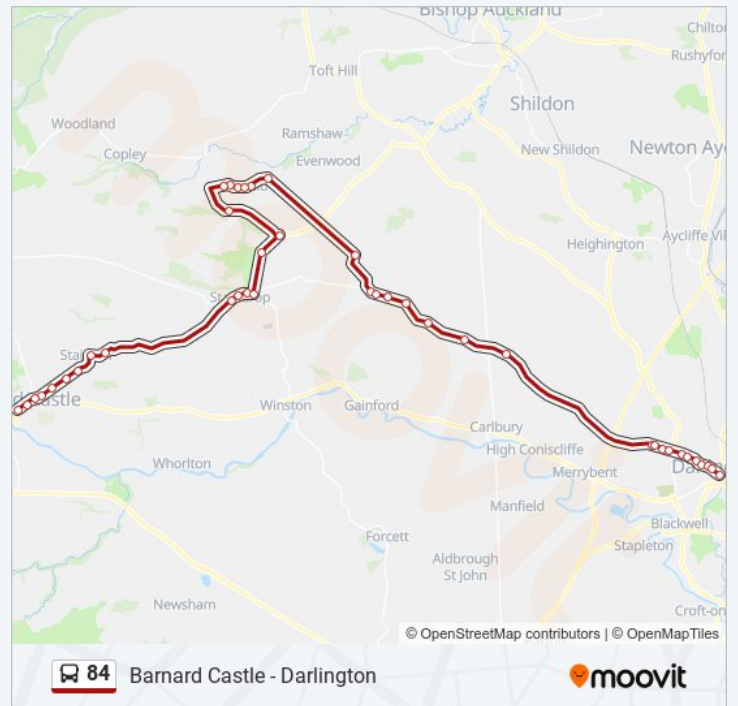 Bishop Auckland
Chilto
Rushyfor
Toft Hill
Shildon
Woodland
Ramshaw
Copley
Evenwood
New Shildon
Newton Ay
Aycliffe Vil
Heighington
Winston
Gainford
Carlbury
High Coniscliffe
Whorlton
Merrybent
Manfield
Blackwell
Stapleton
Forcett
Aldbrough
St John
Newsham
Croft-on
© OpenStreetMap contributors | © OpenMapTiles
84 Barnard Castle - Darlington
moovit